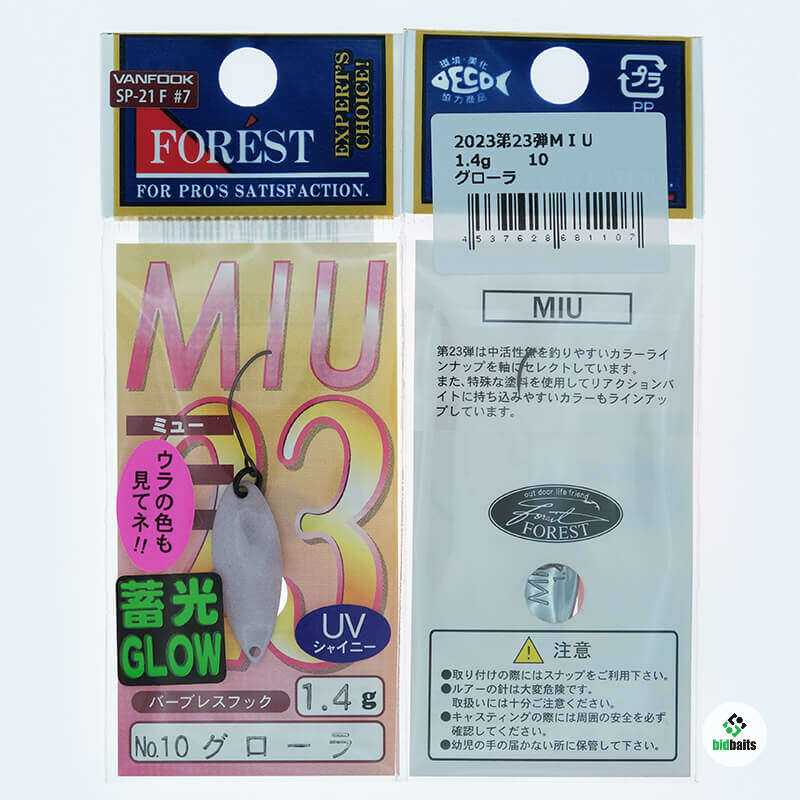 VANFOOK
SP-21 F #7
EXPERT'S
CHOICE!
FORÉST
FOR PRO'S SATISFACTION.
MIU
ミュー
23
ウラの色も
見てネ!!
蓄光
GLOW
UV
シャイニー
バーブレスフック
1.4g
No.10 グローラ
環境・美化
ECO
協力商品
プラ
PP
2023第23弾MIU
1.4g 10
グローラ
4537628681107
MIU
第23弾は中活性魚を釣りやすいカラーライ
ンナップを軸にセレクトしています。
また、特殊な塗料を使用してリアクションバ
イトに持ち込みやすいカラーもラインアッ
プしています。
out door life friend
Forest
FOREST
MIU
注意
●取り付けの際にはスナップをご利用下さい。
●ルアーの針は大変危険です。
取扱いには十分ご注意ください。
●キャスティングの際には周囲の安全を必ず
確認してください。
●幼児の手の届かない所に保管して下さい。
bidbaits